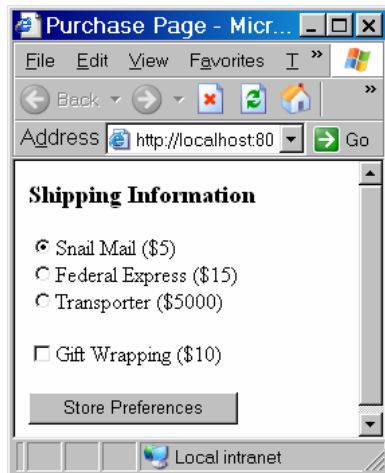 Purchase Page - Micr...
File Edit View Favorites T »
Back »
Address http://localhost:80 Go
Shipping Information
Snail Mail ($5)
Federal Express ($15)
Transporter ($5000)
Gift Wrapping ($10)
Store Preferences
Local intranet